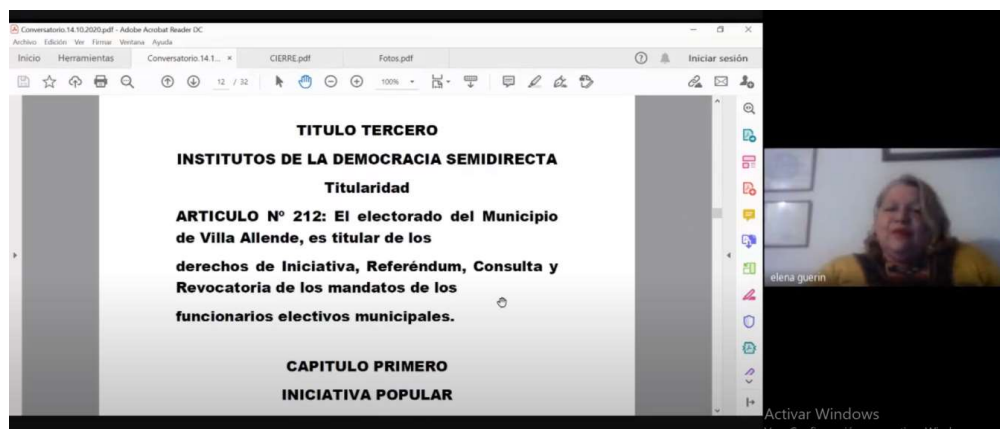 Conversatorio.14.10.2020.pdf - Adobe Acrobat Reader DC
Archivo Edición Ver Firmar Ventana Ayuda
Inicio Herramientas Conversatorio.14.1... × CIERRE.pdf Fotos.pdf Iniciar sesión
12 / 32 100%
TITULO TERCERO
INSTITUTOS DE LA DEMOCRACIA SEMIDIRECTA
Titularidad
ARTICULO Nº 212: El electorado del Municipio
de Villa Allende, es titular de los
derechos de Iniciativa, Referéndum, Consulta y
Revocatoria de los mandatos de los
funcionarios electivos municipales.
CAPITULO PRIMERO
INICIATIVA POPULAR
elena guerin
Activar Windows